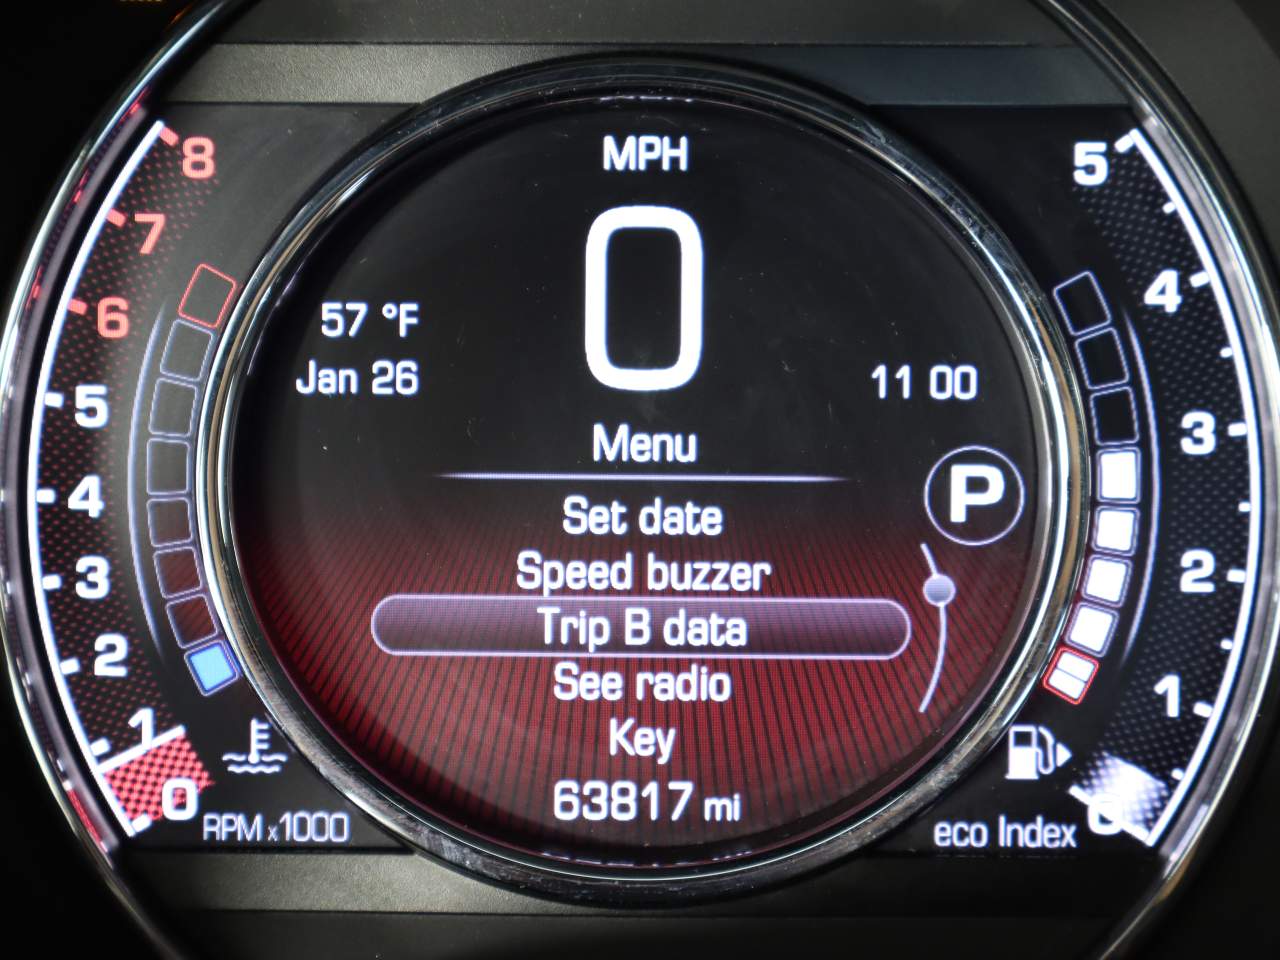 MPH
0
57 °F
Jan 26
11 00
Menu
P
Set date
Speed buzzer
Trip B data
See radio
Key
63817 mi
8
7
6
5
4
3
2
1
0
RPM x1000
5
4
3
2
1
0
eco Index